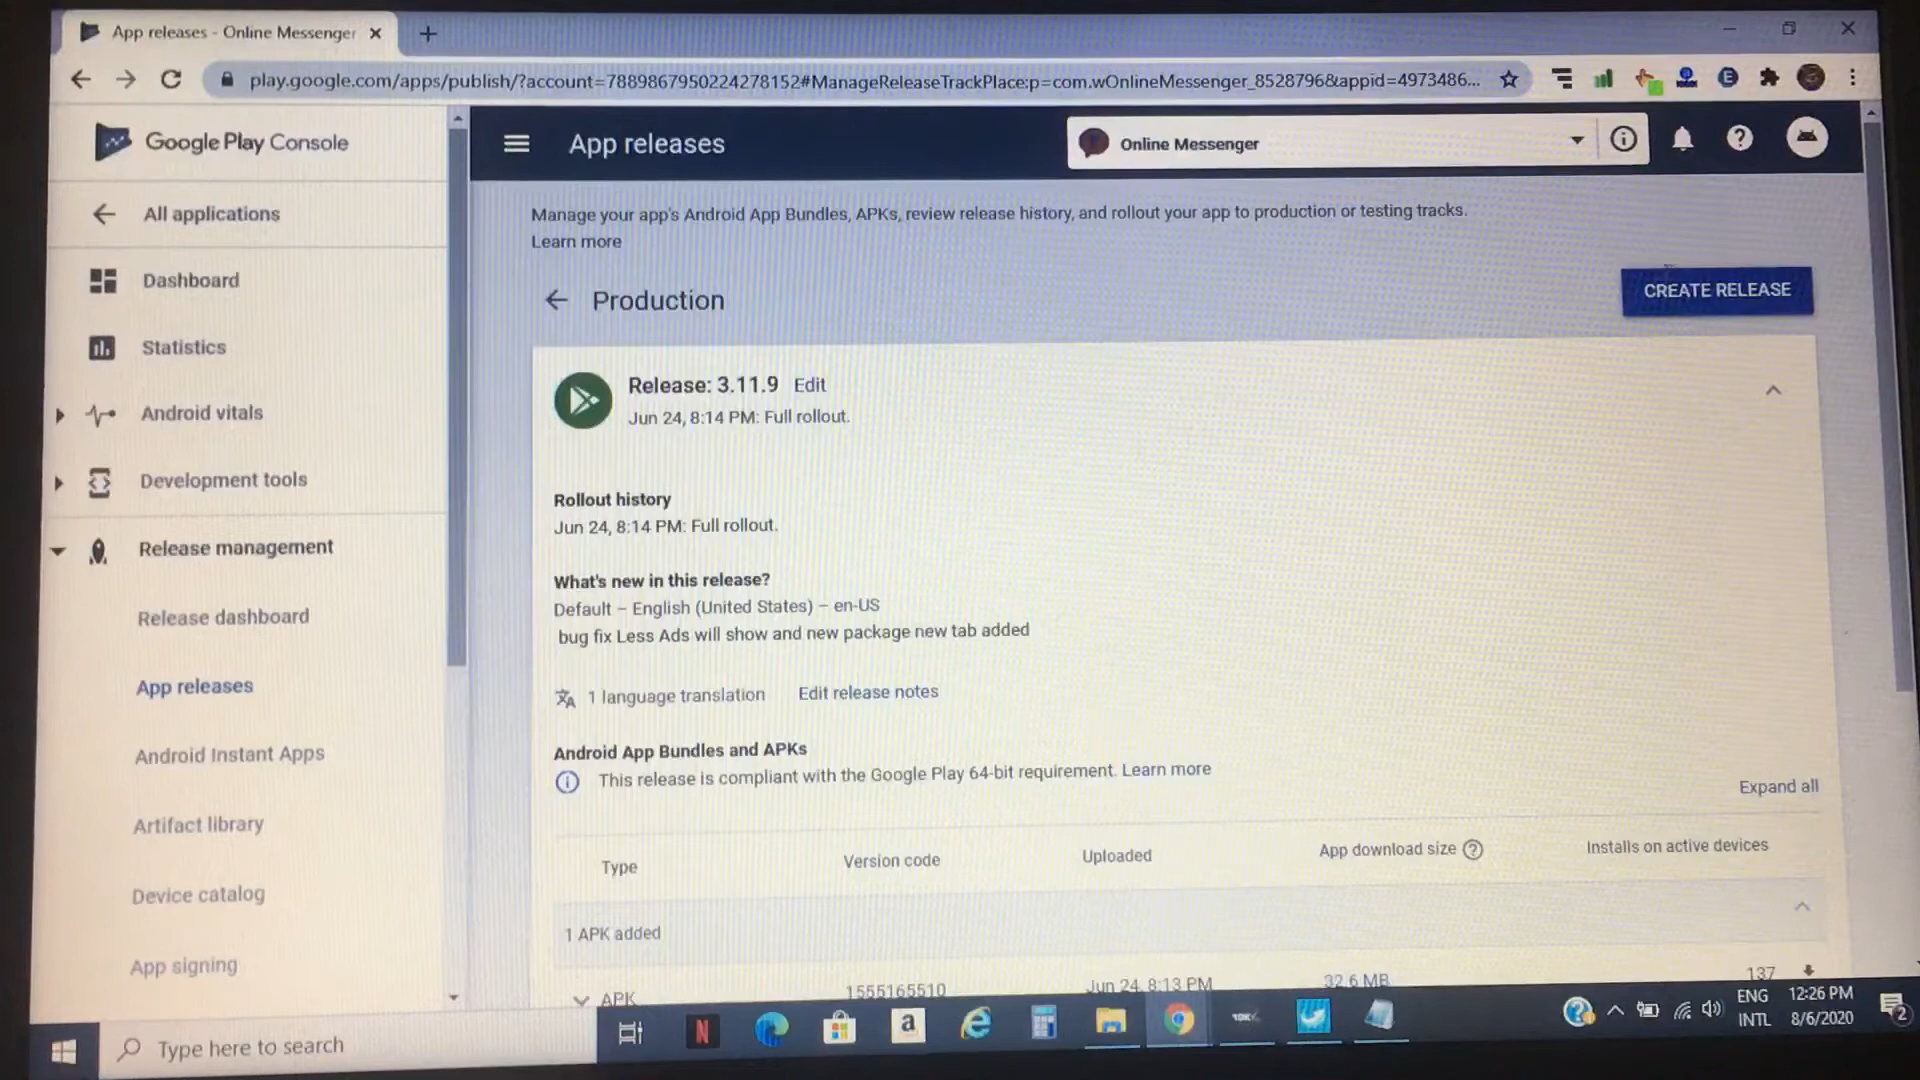 App releases - Online Messenger
play.google.com/apps/publish/?account=7889867950224278152#ManageReleaseTrackPlace:p=com.wOnlineMessenger_8528796&appid=4973486...
Google Play Console
App releases
Online Messenger
All applications
Dashboard
Statistics
Android vitals
Development tools
Release management
Release dashboard
App releases
Android Instant Apps
Artifact library
Device catalog
App signing
Manage your app's Android App Bundles, APKs, review release history, and rollout your app to production or testing tracks.
Learn more
Production
CREATE RELEASE
Release: 3.11.9 Edit
Jun 24, 8:14 PM: Full rollout.
Rollout history
Jun 24, 8:14 PM: Full rollout.
What's new in this release?
Default – English (United States) – en-US
bug fix Less Ads will show and new package new tab added
1 language translation Edit release notes
Android App Bundles and APKs
This release is compliant with the Google Play 64-bit requirement. Learn more
Expand all
Type Version code Uploaded App download size Installs on active devices
1 APK added
APK 1555165510 Jun 24, 8:13 PM 32.6 MB 137
Type here to search
ENG
INTL
12:26 PM
8/6/2020
2